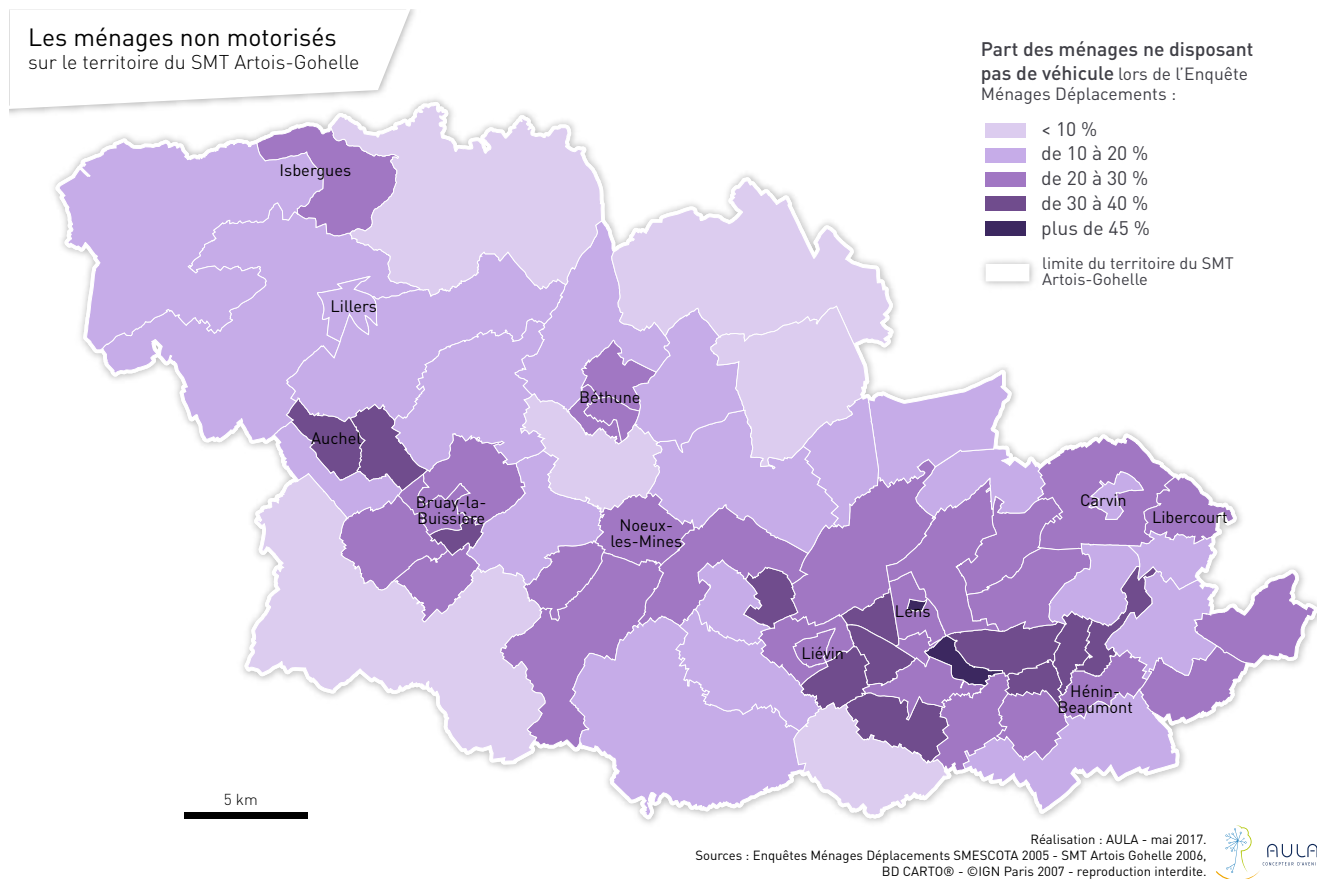 Les ménages non motorisés
sur le territoire du SMT Artois-Gohelle
Part des ménages ne disposant
pas de véhicule lors de l'Enquête
Ménages Déplacements :
< 10 %
de 10 à 20 %
de 20 à 30 %
de 30 à 40 %
plus de 45 %
limite du territoire du SMT
Artois-Gohelle
Isbergues
Lillers
Béthune
Auchel
Bruay-la-
Buissière
Noeux-
les-Mines
Carvin
Libercourt
Lens
Liévin
Hénin-
Beaumont
5 km
Réalisation : AULA - mai 2017.
Sources : Enquêtes Ménages Déplacements SMESCOTA 2005 - SMT Artois Gohelle 2006,
BD CARTO® - ©IGN Paris 2007 - reproduction interdite.
AULA
CONCEPTEUR D'AVENI